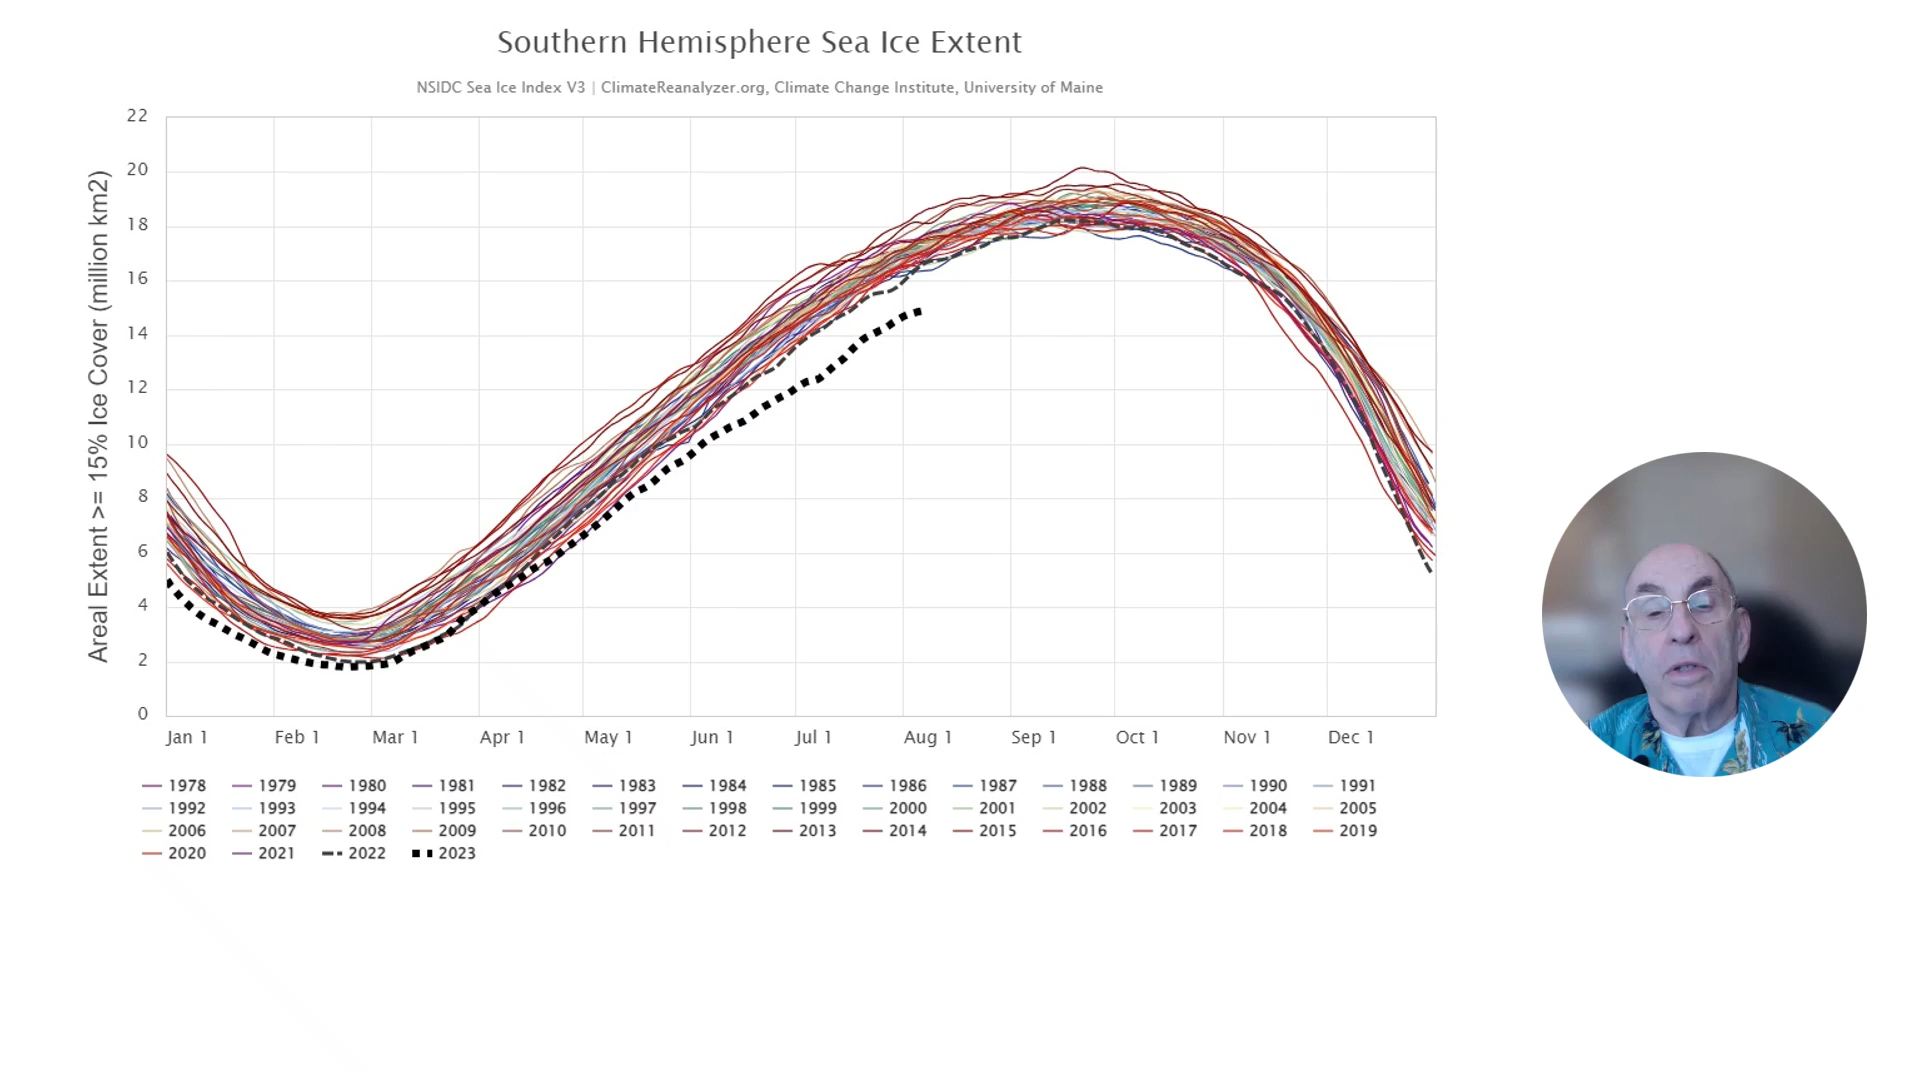 Southern Hemisphere Sea Ice Extent
NSIDC Sea Ice Index V3 | ClimateReanalyzer.org, Climate Change Institute, University of Maine
Areal Extent >= 15% Ice Cover (million km2)
22
20
18
16
14
12
10
8
6
4
2
0
Jan 1 Feb 1 Mar 1 Apr 1 May 1 Jun 1 Jul 1 Aug 1 Sep 1 Oct 1 Nov 1 Dec 1
1978 1979 1980 1981 1982 1983 1984 1985 1986 1987 1988 1989 1990 1991
1992 1993 1994 1995 1996 1997 1998 1999 2000 2001 2002 2003 2004 2005
2006 2007 2008 2009 2010 2011 2012 2013 2014 2015 2016 2017 2018 2019
2020 2021 2022 2023